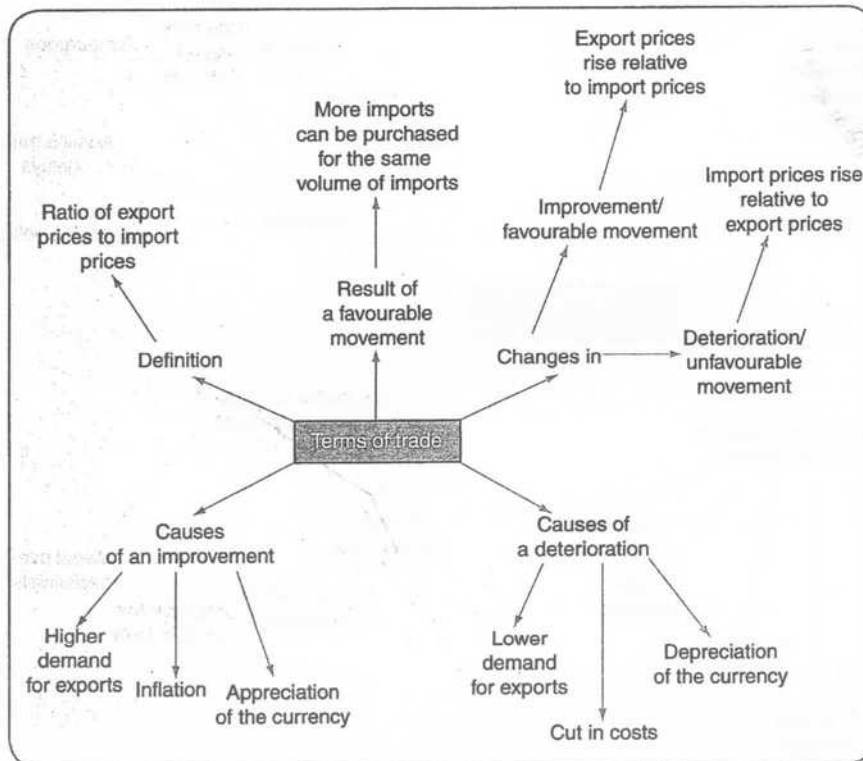 Export prices
rise relative
to import prices
More imports
can be purchased
for the same
volume of imports
Import prices rise
relative to
export prices
Ratio of export
prices to import
prices
Improvement/
favourable movement
Result of
a favourable
movement
Definition
Changes in
Deterioration/
unfavourable
movement
Terms of trade
Causes
of an improvement
Causes of
a deterioration
Higher
demand
for exports
Inflation
Appreciation
of the currency
Lower
demand
for exports
Depreciation
of the currency
Cut in costs